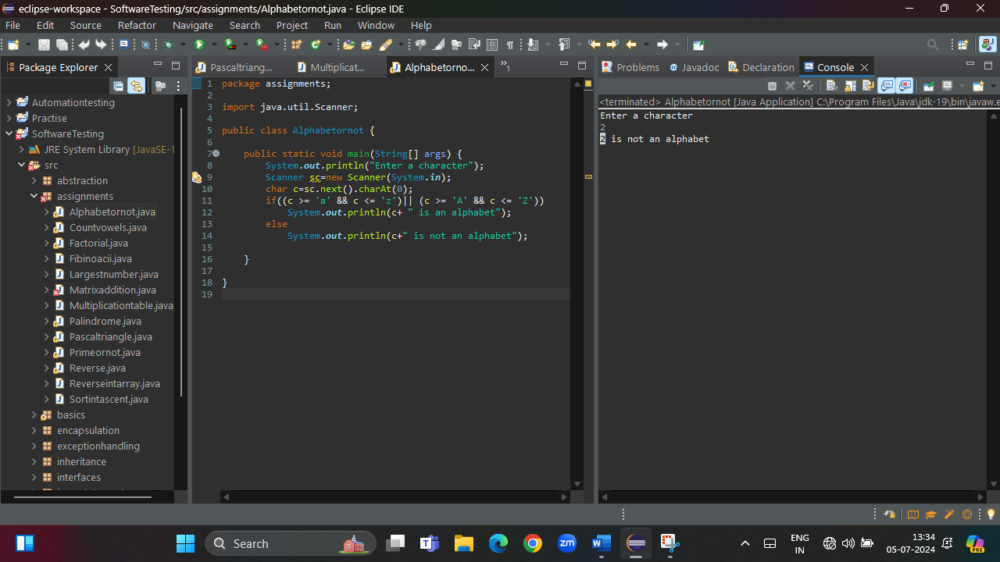 eclipse-workspace - SoftwareTesting/src/assignments/Alphabetornot.java - Eclipse IDE
File Edit Source Refactor Navigate Search Project Run Window Help
Package Explorer
Automationtesting
Practise
SoftwareTesting
JRE System Library [JavaSE-1
src
abstraction
assignments
Alphabetornot.java
Countvowels.java
Factorial.java
Fibinoacii.java
Largestnumber.java
Matrixaddition.java
Multiplicationtable.java
Palindrome.java
Pascaltriangle.java
Primeornot.java
Reverse.java
Reverseintarray.java
Sortintascent.java
basics
encapsulation
exceptionhandling
inheritance
interfaces
Pascaltriang... Multiplicat... Alphabetorno... »1
1 package assignments;
2
3 import java.util.Scanner;
4
5 public class Alphabetornot {
6
7 public static void main(String[] args) {
8 System.out.println("Enter a character");
9 Scanner sc=new Scanner(System.in);
10 char c=sc.next().charAt(0);
11 if((c >= 'a' && c <= 'z')|| (c >= 'A' && c <= 'Z'))
12 System.out.println(c+ " is an alphabet");
13 else
14 System.out.println(c+" is not an alphabet");
15
16 }
17
18 }
19
Problems @ Javadoc Declaration Console
<terminated> Alphabetornot [Java Application] C:\Program Files\Java\jdk-19\bin\javaw.e
Enter a character
2
2 is not an alphabet
Search
zm
ENG
IN
13:34
05-07-2024
PRE